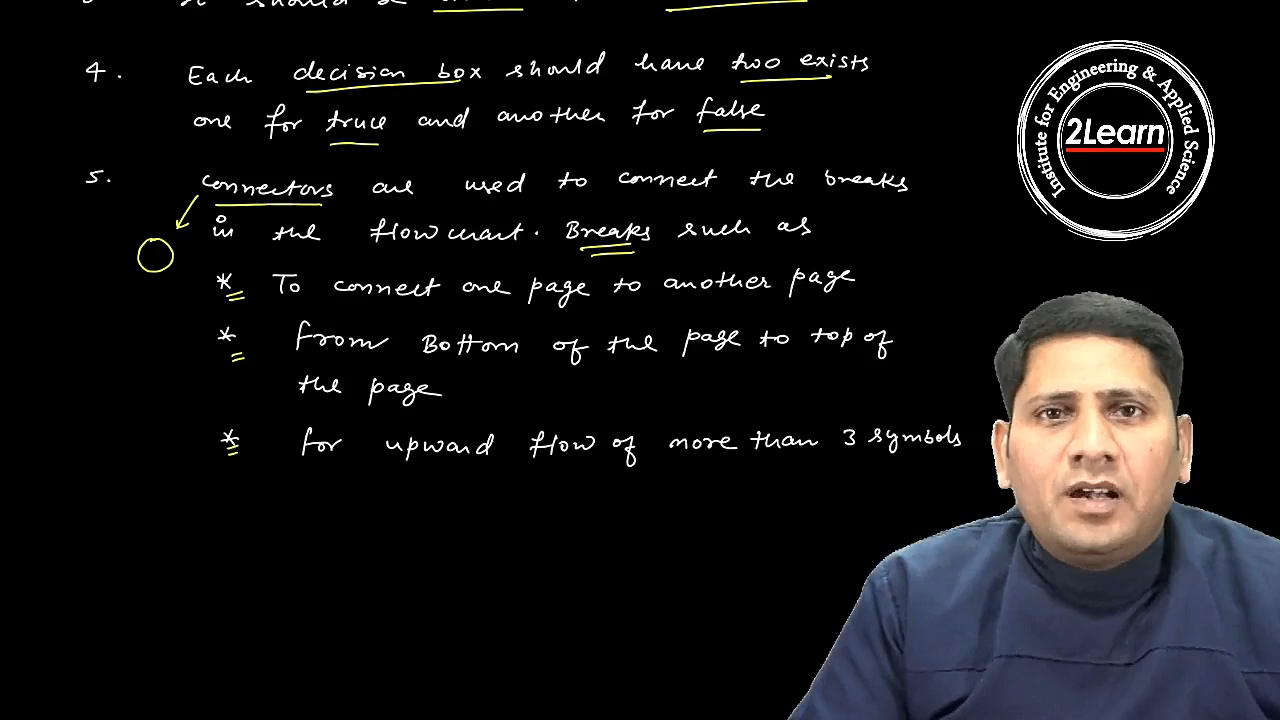 4. Each decision box should have two exists
one for true and another for false
5. Connectors are used to connect the breaks
in the flowchart. Breaks such as
* To connect one page to another page
* from Bottom of the page to top of
the page
* for upward flow of more than 3 symbols
Institute for Engineering & Applied Science
2Learn